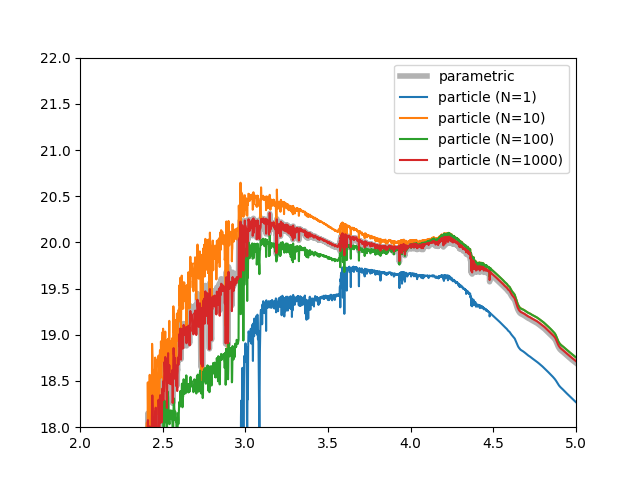 22.0
21.5
21.0
20.5
20.0
19.5
19.0
18.5
18.0
2.0 2.5 3.0 3.5 4.0 4.5 5.0
parametric
particle (N=1)
particle (N=10)
particle (N=100)
particle (N=1000)